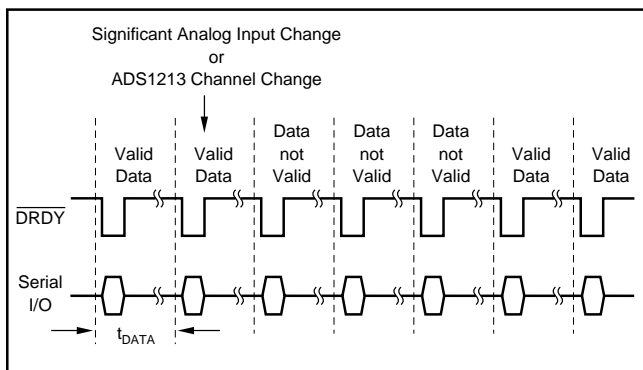 Significant Analog Input Change
or
ADS1213 Channel Change
Valid
Data
Valid
Data
Data
not
Valid
Data
not
Valid
Data
not
Valid
Valid
Data
Valid
Data
DRDY
Serial
I/O
tDATA